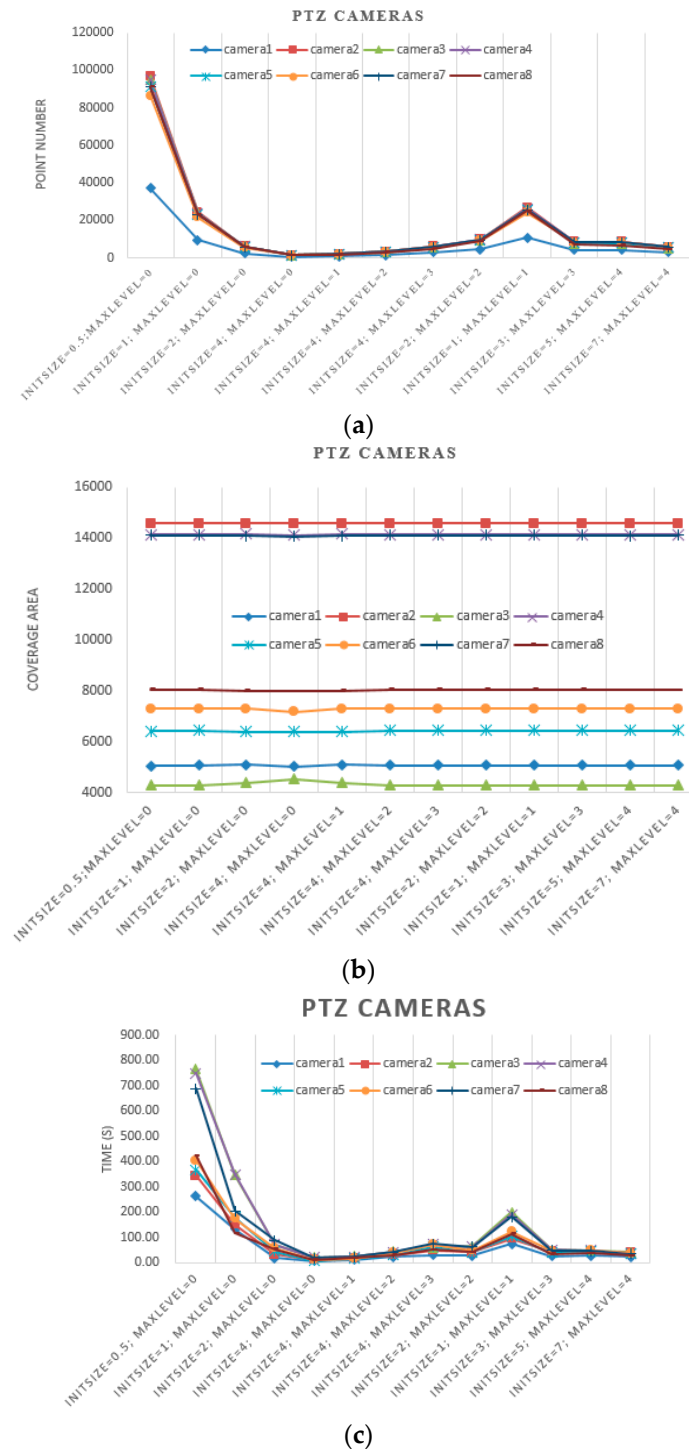 PTZ CAMERAS
120000
100000
80000
60000
40000
20000
0
POINT NUMBER
camera1 camera2 camera3 camera4
camera5 camera6 camera7 camera8
INITSIZE=0.5;MAXLEVEL=0
INITSIZE=1; MAXLEVEL=0
INITSIZE=2; MAXLEVEL=0
INITSIZE=4; MAXLEVEL=0
INITSIZE=4; MAXLEVEL=1
INITSIZE=4; MAXLEVEL=2
INITSIZE=4; MAXLEVEL=3
INITSIZE=2; MAXLEVEL=2
INITSIZE=1; MAXLEVEL=1
INITSIZE=3; MAXLEVEL=3
INITSIZE=5; MAXLEVEL=4
INITSIZE=7; MAXLEVEL=4
(a)
PTZ CAMERAS
16000
14000
12000
10000
8000
6000
4000
COVERAGE AREA
camera1 camera2 camera3 camera4
camera5 camera6 camera7 camera8
INITSIZE=0.5;MAXLEVEL=0
INITSIZE=1; MAXLEVEL=0
INITSIZE=2; MAXLEVEL=0
INITSIZE=4; MAXLEVEL=0
INITSIZE=4; MAXLEVEL=1
INITSIZE=4; MAXLEVEL=2
INITSIZE=4; MAXLEVEL=3
INITSIZE=2; MAXLEVEL=2
INITSIZE=1; MAXLEVEL=1
INITSIZE=3; MAXLEVEL=3
INITSIZE=5; MAXLEVEL=4
INITSIZE=7; MAXLEVEL=4
(b)
PTZ CAMERAS
900.00
800.00
700.00
600.00
500.00
400.00
300.00
200.00
100.00
0.00
TIME (S)
camera1 camera2 camera3 camera4
camera5 camera6 camera7 camera8
INITSIZE=0.5; MAXLEVEL=0
INITSIZE=1; MAXLEVEL=0
INITSIZE=2; MAXLEVEL=0
INITSIZE=4; MAXLEVEL=0
INITSIZE=4; MAXLEVEL=1
INITSIZE=4; MAXLEVEL=2
INITSIZE=4; MAXLEVEL=3
INITSIZE=2; MAXLEVEL=2
INITSIZE=1; MAXLEVEL=1
INITSIZE=3; MAXLEVEL=3
INITSIZE=5; MAXLEVEL=4
INITSIZE=7; MAXLEVEL=4
(c)